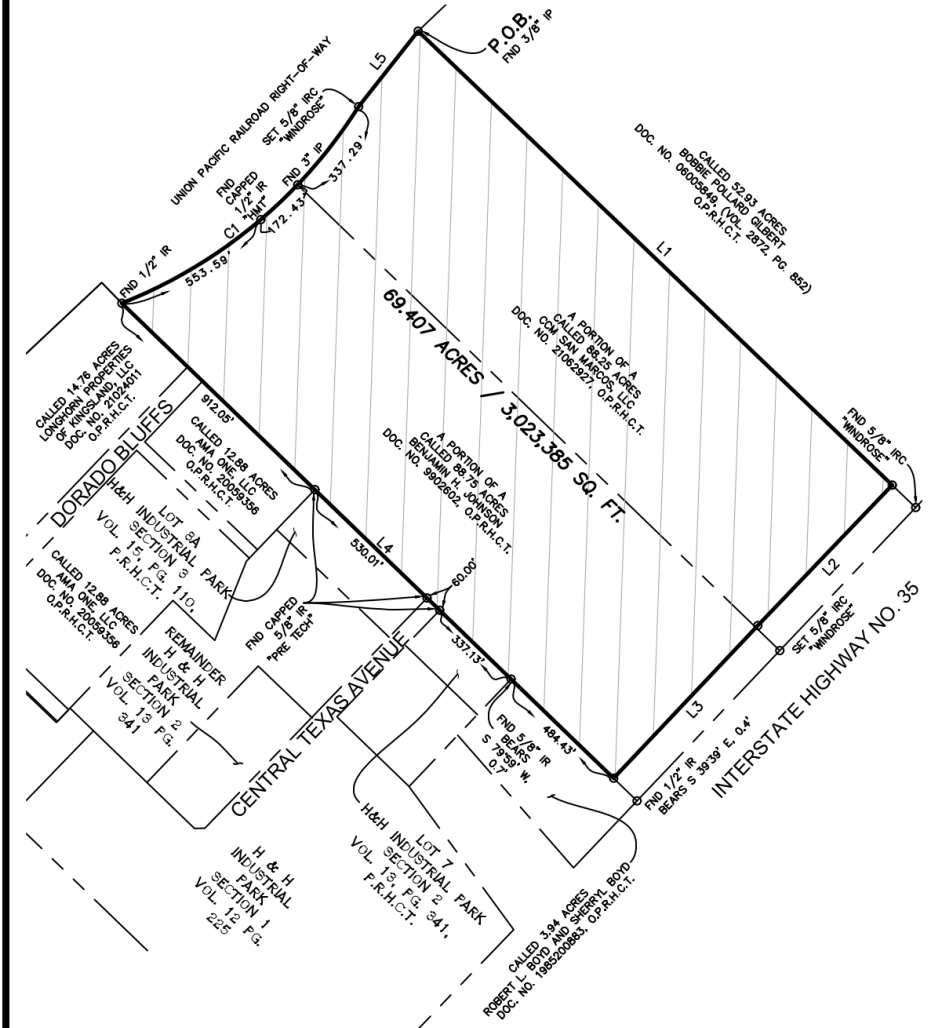 P.O.B.
FND 3/8" IP
L5
UNION PACIFIC RAILROAD RIGHT-OF-WAY
SET 5/8" IRC
"WINDROSE"
337.29'
FND 3" IP
FND
CAPPED
1/2" IR
"HMT"
172.43'
C1
553.59'
FND 1/2" IR
CALLED 52.93 ACRES
BOBBIE POLLARD GILBERT
DOC. NO. 06005849, (VOL. 2872, PG. 852)
O.P.R.H.C.T.
L1
69.407 ACRES / 3,023,385 SQ. FT.
A PORTION OF A
CALLED 88.25 ACRES
CCM SAN MARCOS, LLC
DOC. NO. 21062927, O.P.R.H.C.T.
A PORTION OF A
CALLED 88.75 ACRES
BENJAMIN H. JOHNSON
DOC. NO. 9902602, O.P.R.H.C.T.
CALLED 14.76 ACRES
LONGHORN PROPERTIES
OF KINGSLAND, LLC
DOC. NO. 21024011
O.P.R.H.C.T.
912.05'
DORADO BLUFFS
CALLED 12.88 ACRES
AMA ONE, LLC
DOC. NO. 20059356
O.P.R.H.C.T.
FND 5/8" IRC
"WINDROSE"
LOT 8A
H&H
INDUSTRIAL PARK
SECTION 3
VOL. 15, PG. 110,
P.R.H.C.T.
L4
530.01'
60.00'
CALLED 12.88 ACRES
AMA ONE, LLC
DOC. NO. 20059356
O.P.R.H.C.T.
FND CAPPED
5/8" IR
"PRE TECH"
REMAINDER
H & H
INDUSTRIAL
PARK
SECTION 2
VOL. 13 PG.
341
337.13'
L2
SET 5/8" IRC
"WINDROSE"
INTERSTATE HIGHWAY NO. 35
L3
FND 5/8" IR
BEARS
S 79°59' W,
0.7'
484.43'
FND 1/2" IR
BEARS S 39°39' E, 0.4'
CENTRAL TEXAS AVENUE
H & H
INDUSTRIAL
PARK
SECTION 1
VOL. 12 PG.
225
LOT 7
H&H INDUSTRIAL PARK
SECTION 2
VOL. 13, PG. 341,
P.R.H.C.T.
CALLED 3.94 ACRES
ROBERT L. BOYD AND SHERRYL BOYD
DOC. NO. 1985200883, O.P.R.H.C.T.